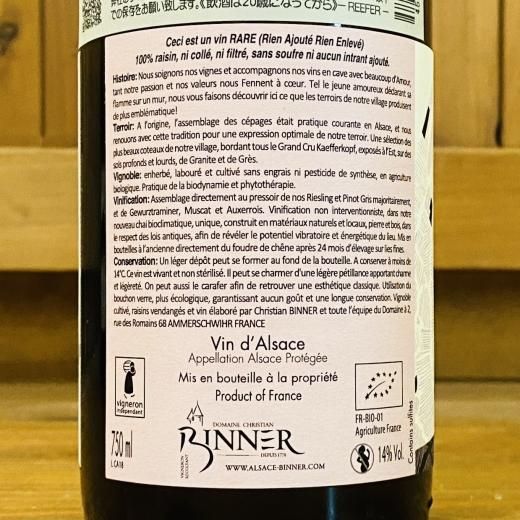 での保存をお願い致します。《飲酒は20歳になってから》— REEFER —
Ceci est un vin RARE (Rien Ajouté Rien Enlevé)
100% raisin, ni collé, ni filtré, sans soufre ni aucun intrant ajouté.
Histoire: Nous soignons nos vignes et accompagnons nos vins en cave avec beaucoup d'Amour,
tant notre passion et nos valeurs nous Fennent à cœur. Tel le jeune amoureux déclarant sa
flamme sur un mur, nous vous faisons découvrir ici ce que les terroirs de notre village produisent
de plus emblématique!
Terroir: A l'origine, l'assemblage des cépages était pratique courante en Alsace, et nous
renouons avec cette tradition pour une expression optimale de notre terroir. Une sélection des
plus beaux coteaux de notre village, bordant tous le Grand Cru Kaefferkopf, exposés à l'Est, sur des
sols profonds et lourds, de Granite et de Grès.
Vignoble: enherbé, labouré et cultivé sans engrais ni pesticide de synthèse, en agriculture
biologique. Pratique de la biodynamie et phytothérapie.
Vinification: Assemblage directement au pressoir de nos Riesling et Pinot Gris majoritairement,
et de Gewurztraminer, Muscat et Auxerrois. Vinification non interventionniste, dans notre
nouveau chai biodimatique, unique, construit en matériaux naturels et locaux, pierre et bois, dans
le respect des lois antiques, afin de révéler le potentiel vibratoire et énergétique du lieu. Mis en
bouteilles à l'ancienne directement du foudre de chêne après 24 mois d'élevage sur lies fines.
Conservation: Un léger dépôt peut se former au fond de la bouteille. A conserver à moins de
14°C. Ce vin est vivant et non stérilisé. Il peut se charmer d'une légère pétillance apportant charme
et légèreté. On peut aussi le carafer afin de retrouver une esthétique classique. Utilisation du
bouchon verre, plus écologique, garantissant aucun goût et une longue conservation. Vignoble
cultivé, raisins vendangés et vin élaboré par Christian BINNER et toute l'équipe du Domaine à 2,
rue des Romains 68 AMMERSCHWIHR FRANCE
Vin d'Alsace
Appellation Alsace Protégée
Mis en bouteille à la propriété
Product of France
vigneron
indépendant
750 ml
L CA18
VIGNERON
RÉCOLTANT
DOMAINE CHRISTIAN
BINNER
DEPUIS 1770
WWW.ALSACE-BINNER.COM
FR-BIO-01
Agriculture France
14% Vol.
Contains sulfites